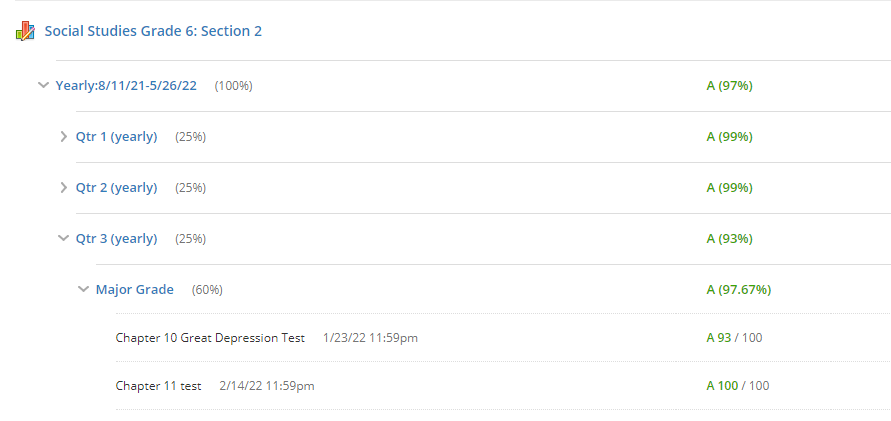 Social Studies Grade 6: Section 2
Yearly:8/11/21-5/26/22 (100%) A (97%)
Qtr 1 (yearly) (25%) A (99%)
Qtr 2 (yearly) (25%) A (99%)
Qtr 3 (yearly) (25%) A (93%)
Major Grade (60%) A (97.67%)
Chapter 10 Great Depression Test 1/23/22 11:59pm A 93 / 100
Chapter 11 test 2/14/22 11:59pm A 100 / 100